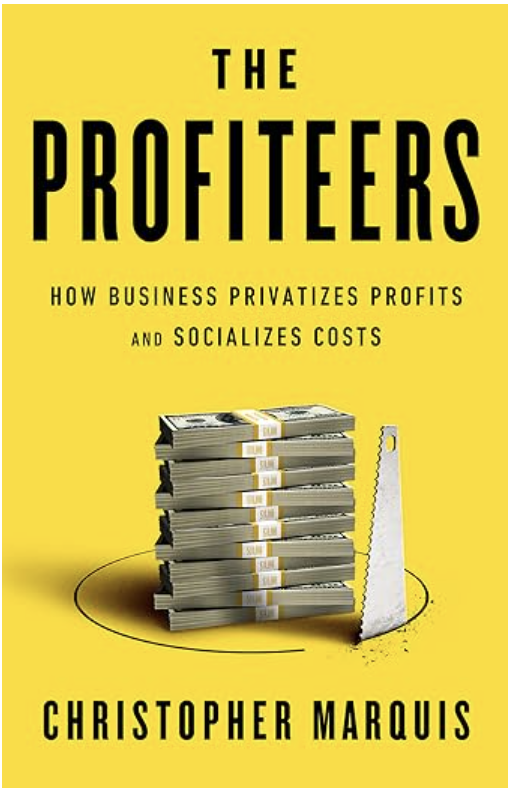 THE
PROFITEERS
HOW BUSINESS PRIVATIZES PROFITS
AND SOCIALIZES COSTS
CHRISTOPHER MARQUIS